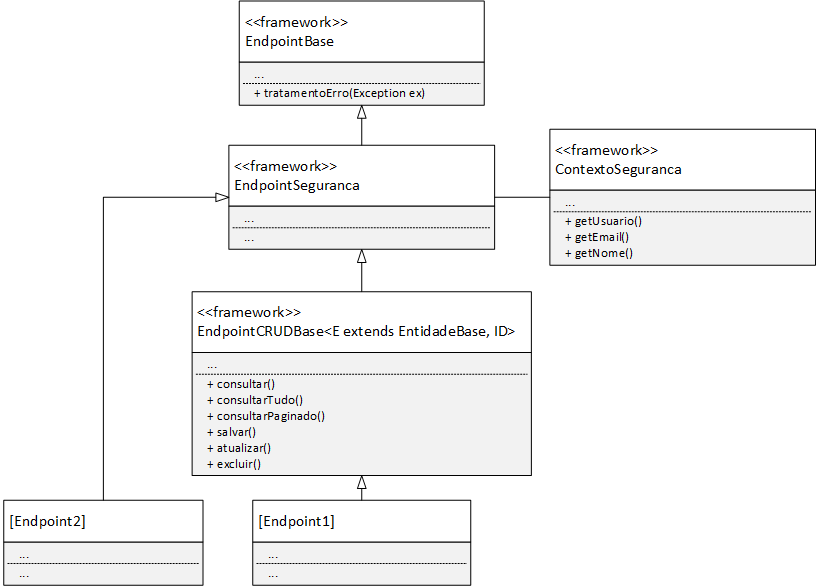 <<framework>>
EndpointBase
...
+ tratamentoErro(Exception ex)
<<framework>>
EndpointSeguranca
...
...
<<framework>>
ContextoSeguranca
...
+ getUsuario()
+ getEmail()
+ getNome()
<<framework>>
EndpointCRUDBase<E extends EntidadeBase, ID>
...
+ consultar()
+ consultarTudo()
+ consultarPaginado()
+ salvar()
+ atualizar()
+ excluir()
[Endpoint2]
...
...
[Endpoint1]
...
...